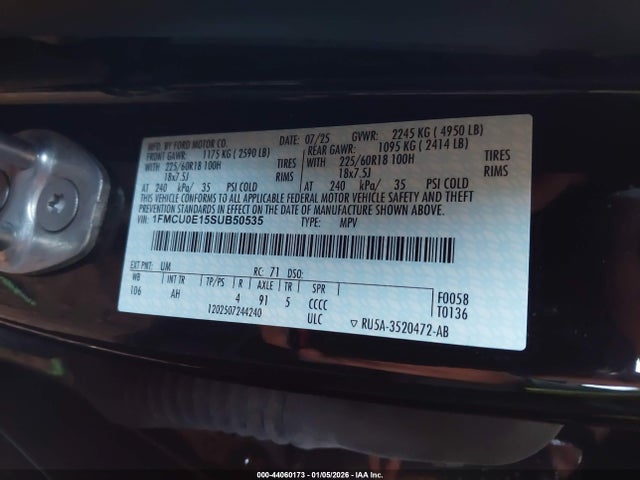 MFD. BY FORD MOTOR CO. DATE: 07/25 GVWR: 2245 KG ( 4950 LB)
FRONT GAWR: 1175 KG ( 2590 LB) REAR GAWR: 1095 KG ( 2414 LB)
WITH 225/60R18 100H TIRES WITH 225/60R18 100H TIRES
18x7.5J RIMS 18x7.5J RIMS
AT 240 kPa/ 35 PSI COLD AT 240 kPa/ 35 PSI COLD
THIS VEHICLE CONFORMS TO ALL APPLICABLE FEDERAL MOTOR VEHICLE SAFETY AND THEFT
PREVENTION STANDARDS IN EFFECT ON THE DATE OF MANUFACTURE SHOWN ABOVE.
VIN: 1FMCU0E15SUB50535 TYPE: MPV
EXT PNT: UM RC: 71 DSO:
WB INT TR TP/PS R AXLE TR SPR F0058
106 AH 4 91 5 CCCC T0136
1202507244240 ULC ▽ RU5A-3520472-AB
000-44060173 - 01/05/2026 - IAA Inc.